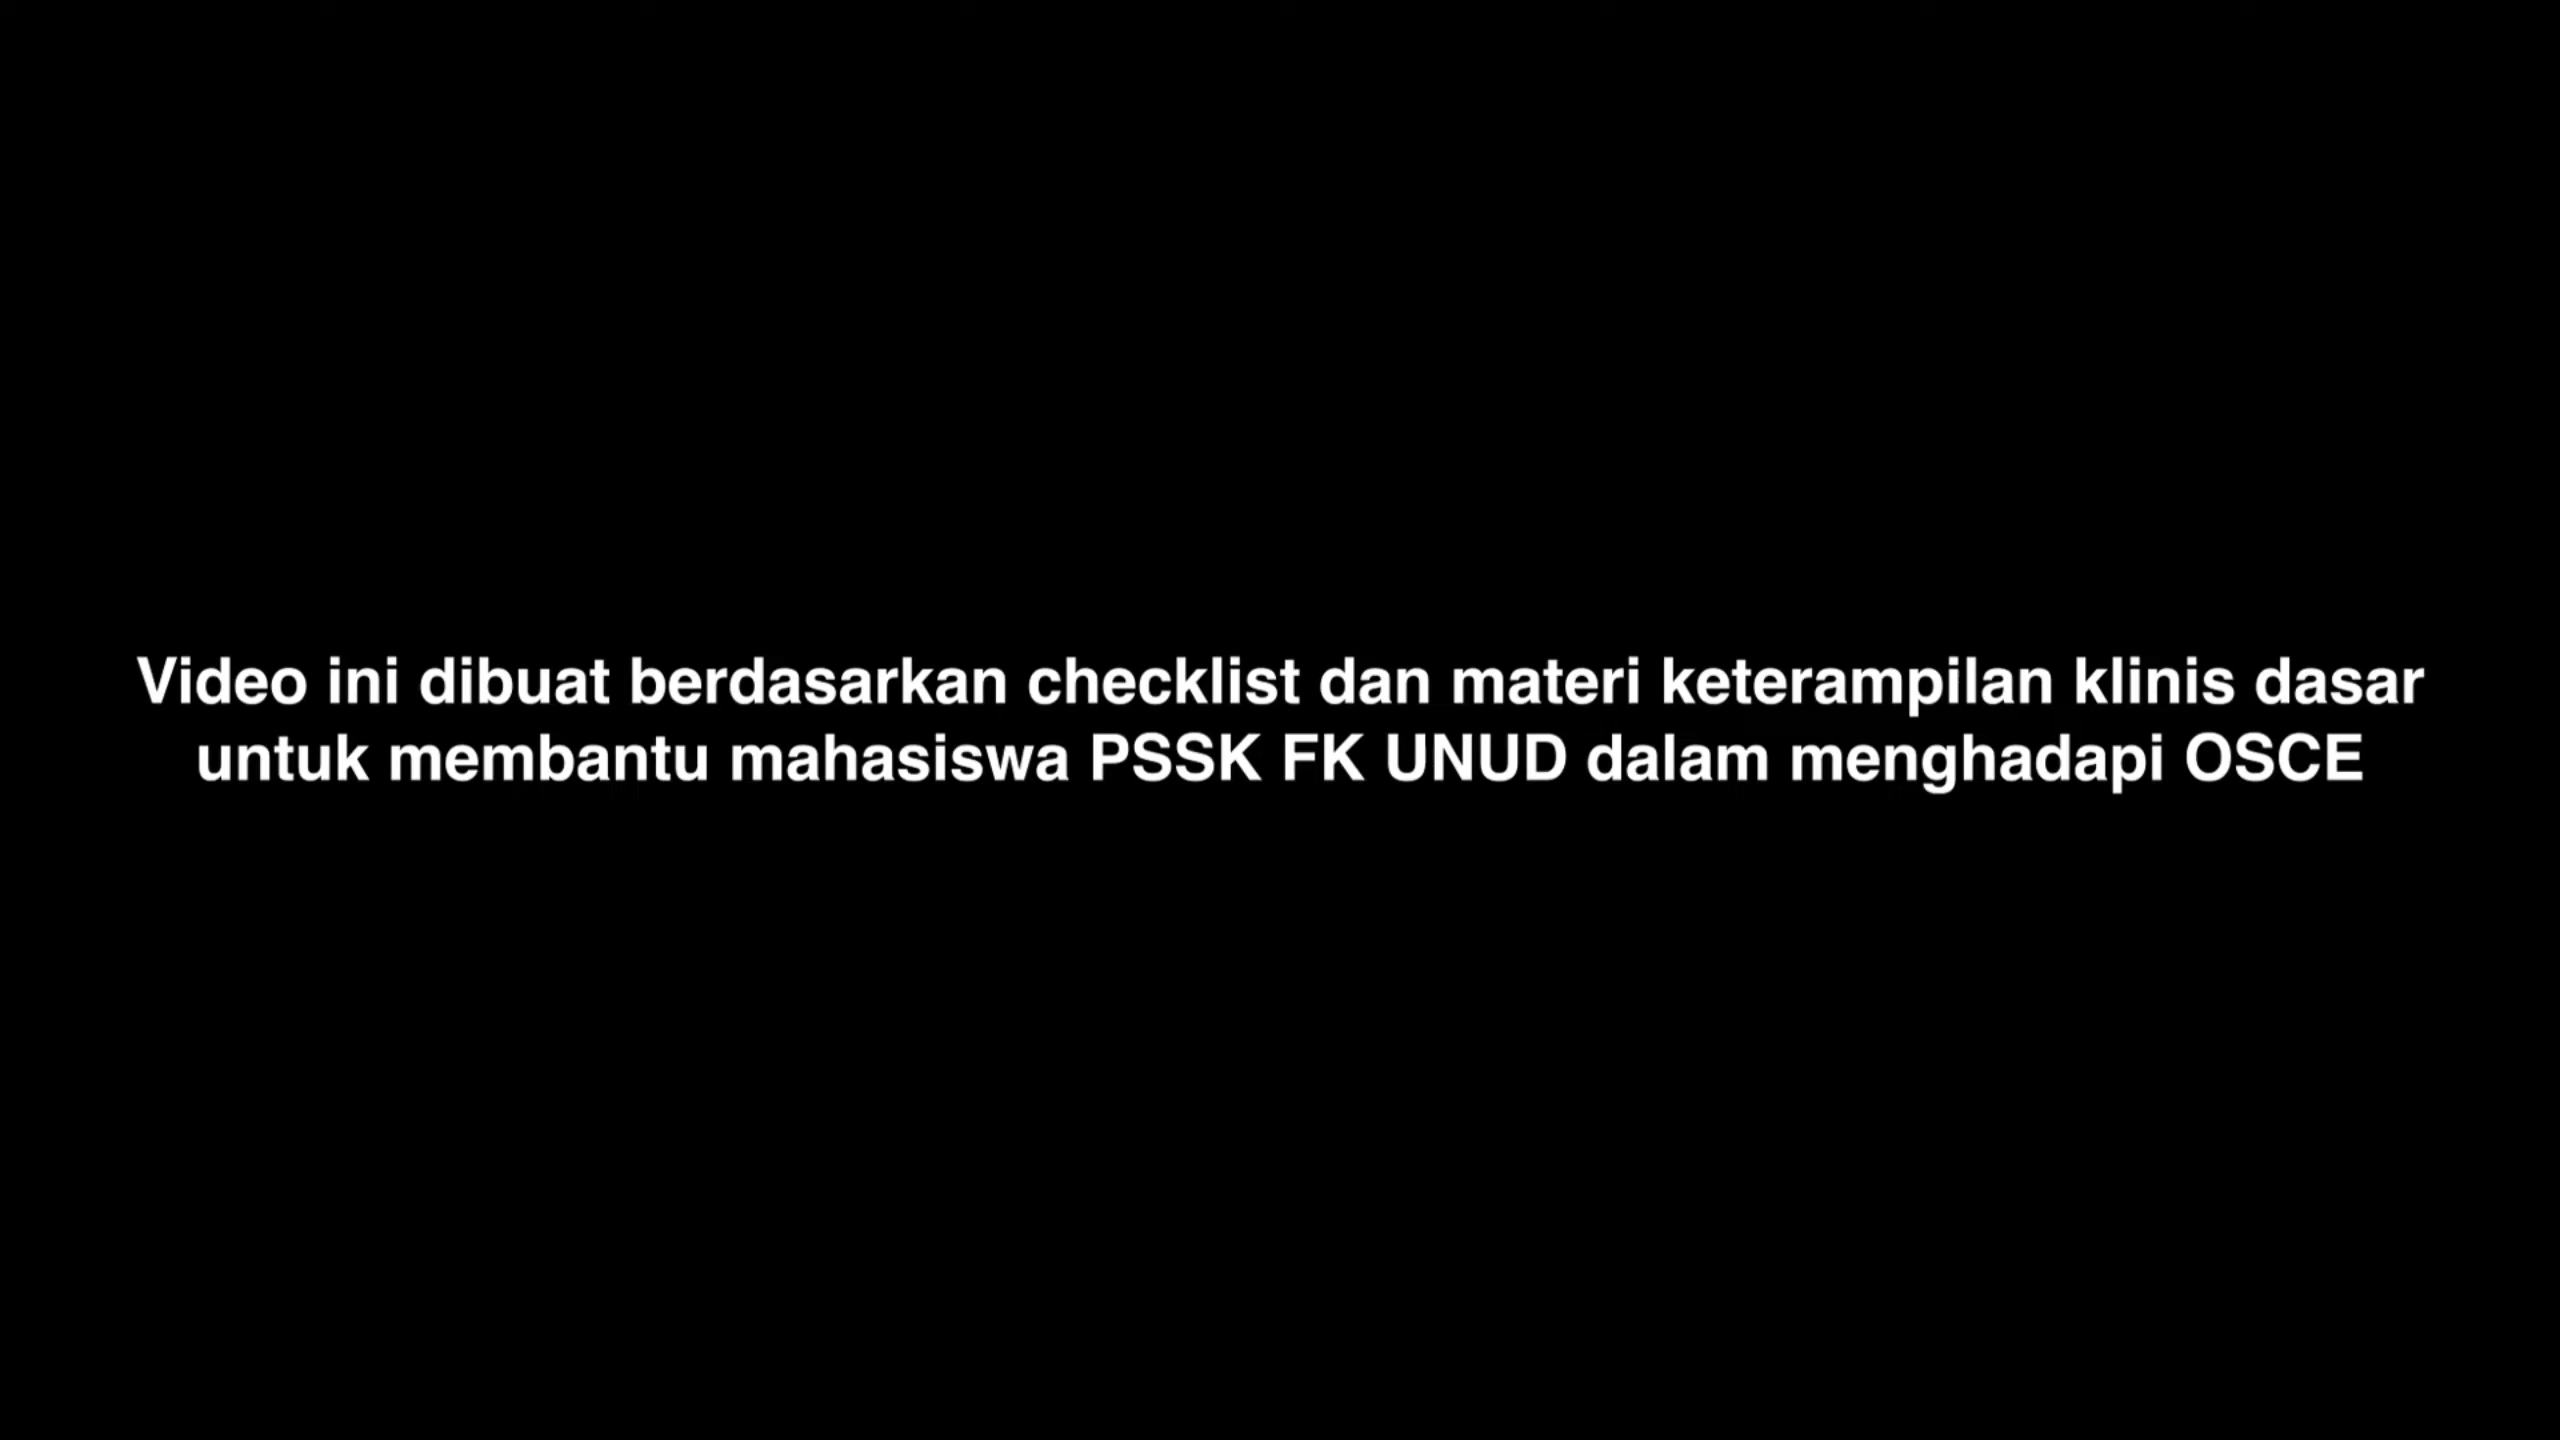 Video ini dibuat berdasarkan checklist dan materi keterampilan klinis dasar
untuk membantu mahasiswa PSSK FK UNUD dalam menghadapi OSCE